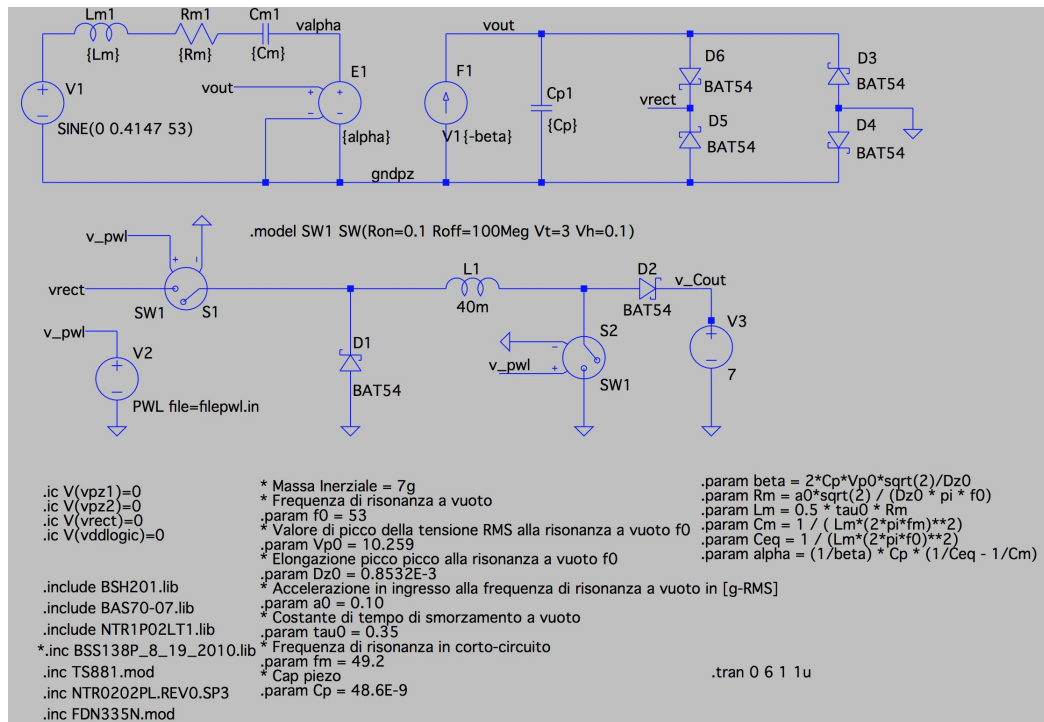 Lm1
Rm1
Cm1
valpha
vout
{Lm}
{Rm}
{Cm}
V1
SINE(0 0.4147 53)
vout
E1
{alpha}
F1
V1 {-beta}
Cp1
{Cp}
D6
BAT54
vrect
D5
BAT54
D3
BAT54
D4
BAT54
gndpz
.model SW1 SW(Ron=0.1 Roff=100Meg Vt=3 Vh=0.1)
v_pwl
vrect
SW1
S1
L1
40m
D2
BAT54
v_Cout
v_pwl
V2
PWL file=filepwl.in
D1
BAT54
S2
v_pwl
SW1
V3
7
.ic V(vpz1)=0
.ic V(vpz2)=0
.ic V(vrect)=0
.ic V(vddlogic)=0
.include BSH201.lib
.include BAS70-07.lib
.include NTR1P02LT1.lib
*.inc BSS138P_8_19_2010.lib
.inc TS881.mod
.inc NTR0202PL.REV0.SP3
.inc FDN335N.mod
* Massa Inerziale = 7g
* Frequenza di risonanza a vuoto
.param f0 = 53
* Valore di picco della tensione RMS alla risonanza a vuoto f0
.param Vp0 = 10.259
* Elongazione picco picco alla risonanza a vuoto f0
.param Dz0 = 0.8532E-3
* Accelerazione in ingresso alla frequenza di risonanza a vuoto in [g-RMS]
.param a0 = 0.10
* Costante di tempo di smorzamento a vuoto
.param tau0 = 0.35
* Frequenza di risonanza in corto-circuito
.param fm = 49.2
* Cap piezo
.param Cp = 48.6E-9
.param beta = 2*Cp*Vp0*sqrt(2)/Dz0
.param Rm = a0*sqrt(2) / (Dz0 * pi * f0)
.param Lm = 0.5 * tau0 * Rm
.param Cm = 1 / ( Lm*(2*pi*fm)**2)
.param Ceq = 1 / (Lm*(2*pi*f0)**2)
.param alpha = (1/beta) * Cp * (1/Ceq - 1/Cm)
.tran 0 6 1 1u